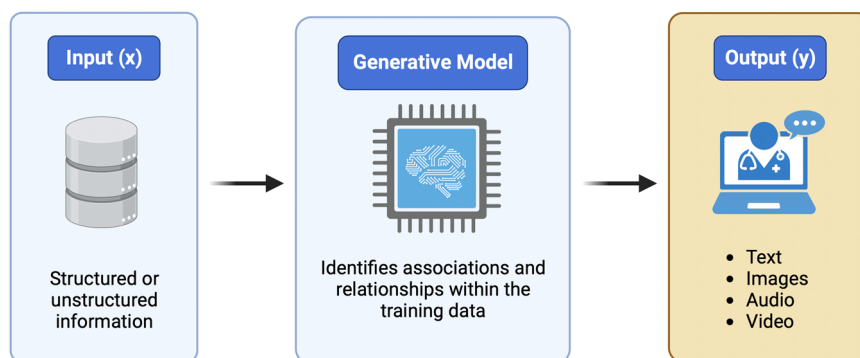 Input (x)
Structured or
unstructured
information
Generative Model
Identifies associations and
relationships within the
training data
Output (y)
• Text
• Images
• Audio
• Video